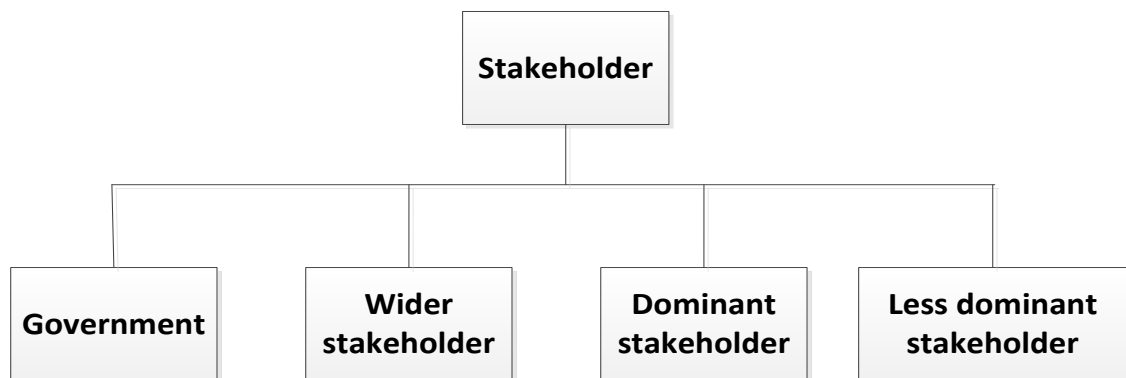 Stakeholder
Government
Wider
stakeholder
Dominant
stakeholder
Less dominant
stakeholder